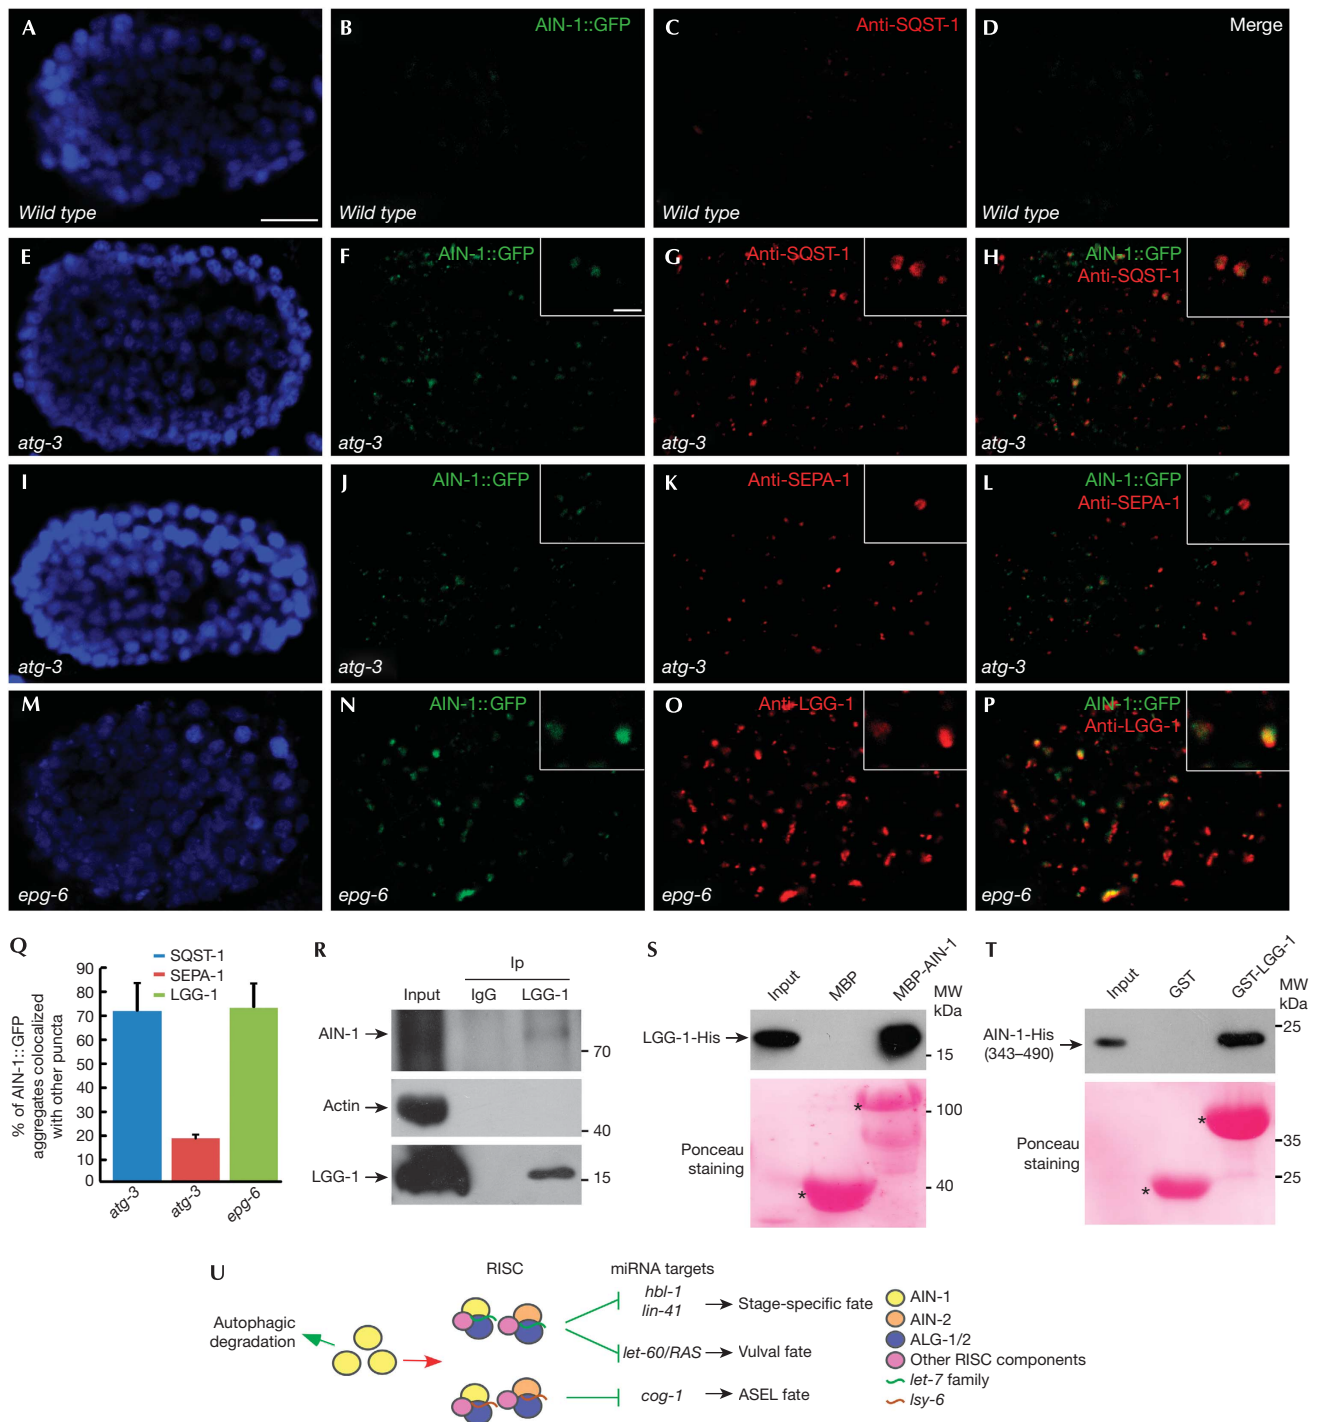 A
Wild type
B
AIN-1::GFP
Wild type
C
Anti-SQST-1
Wild type
D
Merge
Wild type
E
atg-3
F
AIN-1::GFP
atg-3
G
Anti-SQST-1
atg-3
H
AIN-1::GFP
Anti-SQST-1
atg-3
I
atg-3
J
AIN-1::GFP
atg-3
K
Anti-SEPA-1
atg-3
L
AIN-1::GFP
Anti-SEPA-1
atg-3
M
epg-6
N
AIN-1::GFP
epg-6
O
Anti-LGG-1
epg-6
P
AIN-1::GFP
Anti-LGG-1
epg-6
Q
SQST-1
SEPA-1
LGG-1
% of AIN-1::GFP
aggregates colocalized
with other puncta
90
80
70
60
50
40
30
20
10
0
atg-3
atg-3
epg-6
R
Ip
Input
IgG
LGG-1
AIN-1
70
Actin
40
LGG-1
15
S
Input
MBP
MBP-AIN-1
MW
kDa
LGG-1-His
15
100
Ponceau
staining
40
*
*
T
Input
GST
GST-LGG-1
MW
kDa
25
AIN-1-His
(343–490)
35
Ponceau
staining
25
*
*
U
RISC
miRNA targets
Autophagic
degradation
hbl-1
lin-41
Stage-specific fate
let-60/RAS
Vulval fate
cog-1
ASEL fate
AIN-1
AIN-2
ALG-1/2
Other RISC components
let-7 family
lsy-6